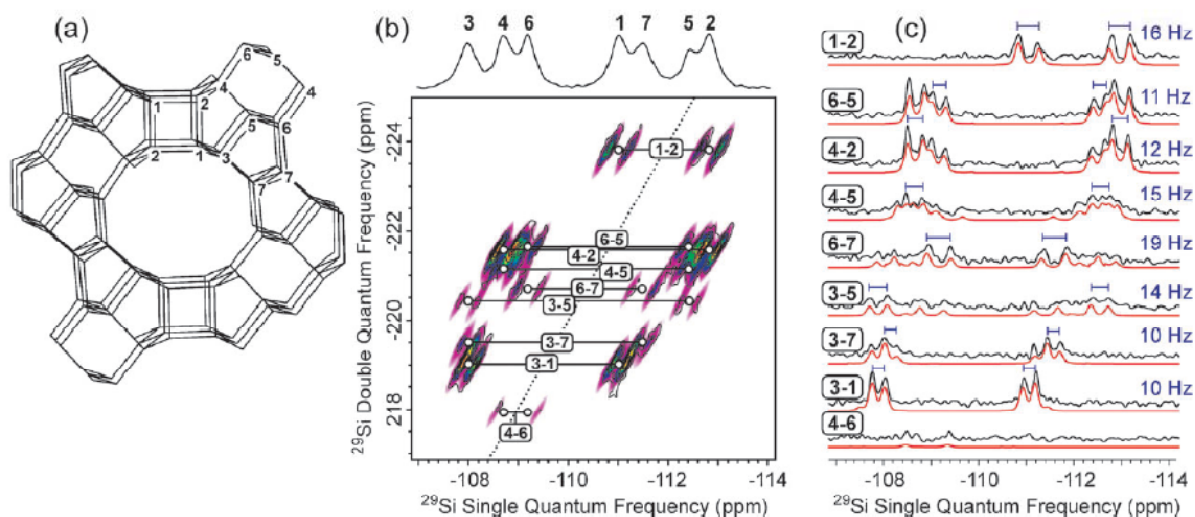 (a)
6
5
4
4
1
2
5
6
2
1
3
7
7
(b)
3 4 6 1 7 5 2
-224
-222
-220
-218
29Si Double Quantum Frequency (ppm)
1-2
6-5
4-2
4-5
6-7
3-5
3-7
3-1
4-6
-108 -110 -112 -114
29Si Single Quantum Frequency (ppm)
(c)
1-2 16 Hz
6-5 11 Hz
4-2 12 Hz
4-5 15 Hz
6-7 19 Hz
3-5 14 Hz
3-7 10 Hz
3-1 10 Hz
4-6
-108 -110 -112 -114
29Si Single Quantum Frequency (ppm)